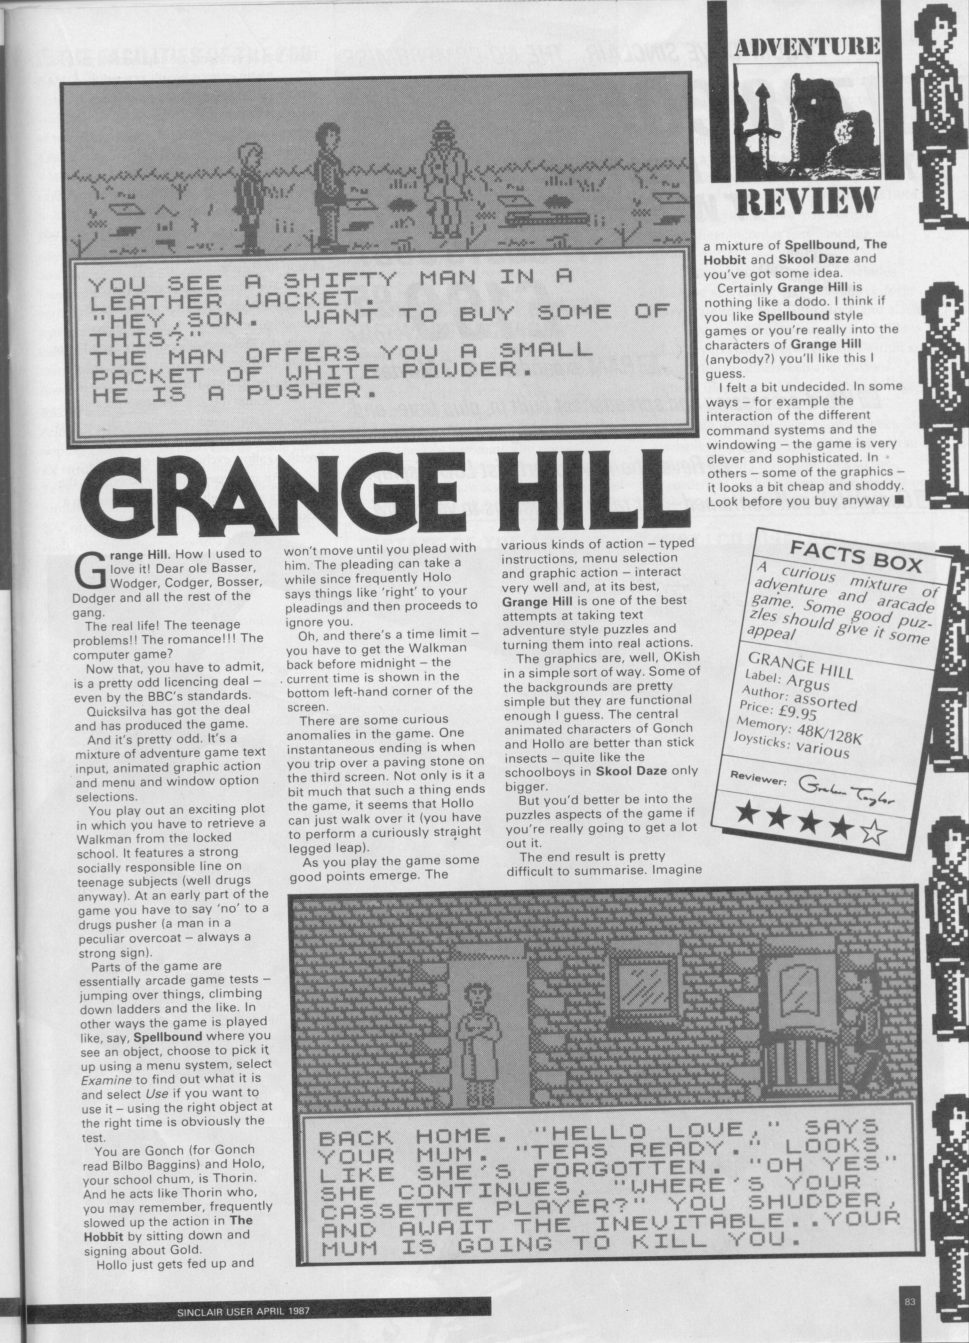 ADVENTURE
REVIEW
YOU SEE A SHIFTY MAN IN A
LEATHER JACKET.
"HEY,SON. WANT TO BUY SOME OF
THIS?"
THE MAN OFFERS YOU A SMALL
PACKET OF WHITE POWDER.
HE IS A PUSHER.
GRANGE HILL
Grange Hill. How I used to
love it! Dear ole Basser,
Wodger, Codger, Bosser,
Dodger and all the rest of the
gang.
The real life! The teenage
problems!! The romance!!! The
computer game?
Now that, you have to admit,
is a pretty odd licencing deal –
even by the BBC's standards.
Quicksilva has got the deal
and has produced the game.
And it's pretty odd. It's a
mixture of adventure game text
input, animated graphic action
and menu and window option
selections.
You play out an exciting plot
in which you have to retrieve a
Walkman from the locked
school. It features a strong
socially responsible line on
teenage subjects (well drugs
anyway). At an early part of the
game you have to say 'no' to a
drugs pusher (a man in a
peculiar overcoat – always a
strong sign).
Parts of the game are
essentially arcade game tests –
jumping over things, climbing
down ladders and the like. In
other ways the game is played
like, say, Spellbound where you
see an object, choose to pick it
up using a menu system, select
Examine to find out what it is
and select Use if you want to
use it – using the right object at
the right time is obviously the
test.
You are Gonch (for Gonch
read Bilbo Baggins) and Holo,
your school chum, is Thorin.
And he acts like Thorin who,
you may remember, frequently
slowed up the action in The
Hobbit by sitting down and
signing about Gold.
Hollo just gets fed up and
won't move until you plead with
him. The pleading can take a
while since frequently Holo
says things like 'right' to your
pleadings and then proceeds to
ignore you.
Oh, and there's a time limit –
you have to get the Walkman
back before midnight – the
current time is shown in the
bottom left-hand corner of the
screen.
There are some curious
anomalies in the game. One
instantaneous ending is when
you trip over a paving stone on
the third screen. Not only is it a
bit much that such a thing ends
the game, it seems that Hollo
can just walk over it (you have
to perform a curiously straight
legged leap).
As you play the game some
good points emerge. The
various kinds of action – typed
instructions, menu selection
and graphic action – interact
very well and, at its best,
Grange Hill is one of the best
attempts at taking text
adventure style puzzles and
turning them into real actions.
The graphics are, well, OKish
in a simple sort of way. Some of
the backgrounds are pretty
simple but they are functional
enough I guess. The central
animated characters of Gonch
and Hollo are better than stick
insects – quite like the
schoolboys in Skool Daze only
bigger.
But you'd better be into the
puzzles aspects of the game if
you're really going to get a lot
out it.
The end result is pretty
difficult to summarise. Imagine
a mixture of Spellbound, The
Hobbit and Skool Daze and
you've got some idea.
Certainly Grange Hill is
nothing like a dodo. I think if
you like Spellbound style
games or you're really into the
characters of Grange Hill
(anybody?) you'll like this I
guess.
I felt a bit undecided. In some
ways – for example the
interaction of the different
command systems and the
windowing – the game is very
clever and sophisticated. In
others – some of the graphics –
it looks a bit cheap and shoddy.
Look before you buy anyway ■
FACTS BOX
A curious mixture of
adventure and aracade
game. Some good puz-
zles should give it some
appeal
GRANGE HILL
Label: Argus
Author: assorted
Price: £9.95
Memory: 48K/128K
Joysticks: various
Reviewer: Graham Taylor
BACK HOME. "HELLO LOVE," SAYS
YOUR MUM. "TEAS READY." LOOKS
LIKE SHE'S FORGOTTEN. "OH YES"
SHE CONTINUES, "WHERE'S YOUR
CASSETTE PLAYER?" YOU SHUDDER,
AND AWAIT THE INEVITABLE..YOUR
MUM IS GOING TO KILL YOU.
SINCLAIR USER APRIL 1987
83